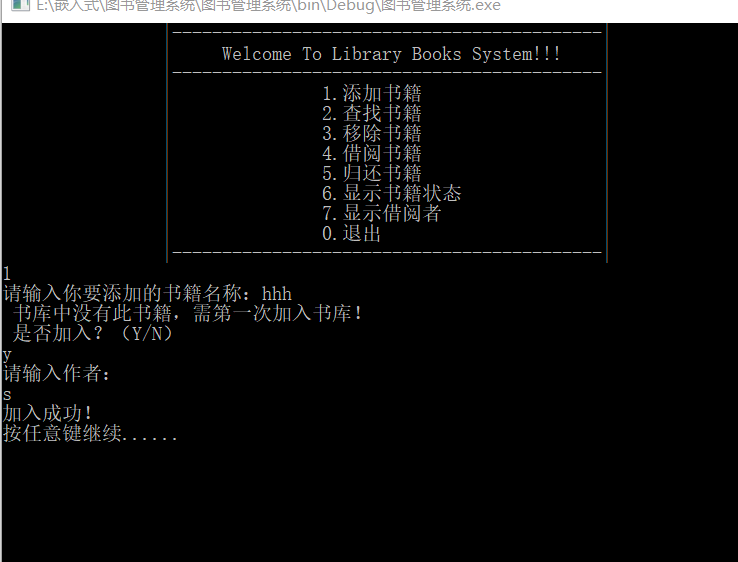 E:\嵌入式\图书管理系统\图书管理系统\bin\Debug\图书管理系统.exe
Welcome To Library Books System!!!
1.添加书籍
2.查找书籍
3.移除书籍
4.借阅书籍
5.归还书籍
6.显示书籍状态
7.显示借阅者
0.退出
1
请输入你要添加的书籍名称：hhh
书库中没有此书籍，需第一次加入书库！
是否加入？（Y/N）
y
请输入作者：
s
加入成功！
按任意键继续......